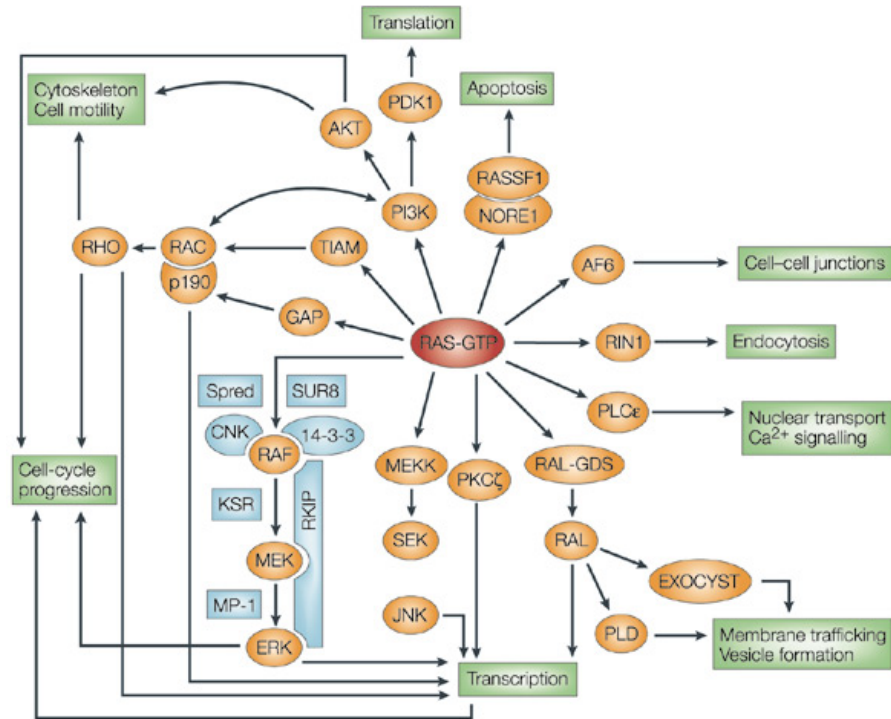 Translation
Cytoskeleton
Cell motility
PDK1
Apoptosis
AKT
RASSF1
NORE1
PI3K
RHO
RAC
p190
TIAM
AF6
Cell–cell junctions
GAP
RAS-GTP
RIN1
Endocytosis
Spred
SUR8
PLCε
Nuclear transport
Ca²⁺ signalling
CNK
14-3-3
RAF
Cell-cycle
progression
MEKK
PKCζ
RAL-GDS
KSR
RKIP
SEK
RAL
MEK
EXOCYST
MP-1
JNK
ERK
PLD
Membrane trafficking
Vesicle formation
Transcription